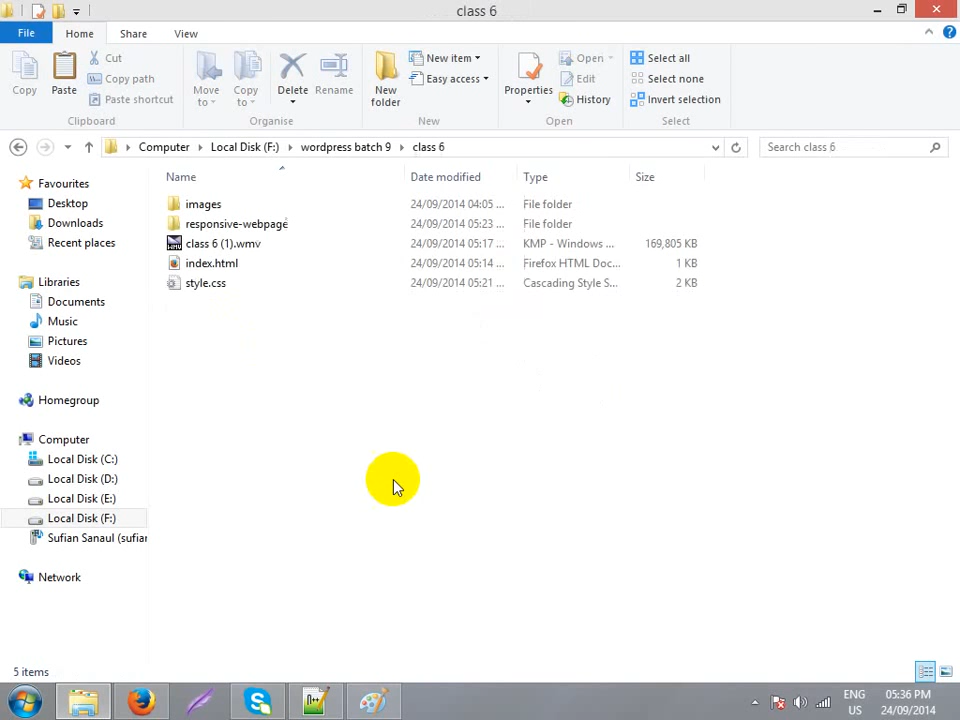 class 6
File Home Share View
Copy
Paste
Cut
Copy path
Paste shortcut
Move to
Copy to
Delete
Rename
New folder
New item
Easy access
Properties
Open
Edit
History
Select all
Select none
Invert selection
Clipboard Organise New Open Select
Computer Local Disk (F:) wordpress batch 9 class 6
Search class 6
Name Date modified Type Size
images 24/09/2014 04:05 ... File folder
responsive-webpage 24/09/2014 05:23 ... File folder
class 6 (1).wmv 24/09/2014 05:17 ... KMP - Windows ... 169,805 KB
index.html 24/09/2014 05:14 ... Firefox HTML Doc... 1 KB
style.css 24/09/2014 05:21 ... Cascading Style S... 2 KB
Favourites
Desktop
Downloads
Recent places
Libraries
Documents
Music
Pictures
Videos
Homegroup
Computer
Local Disk (C:)
Local Disk (D:)
Local Disk (E:)
Local Disk (F:)
Sufian Sanaul (sufiar
Network
5 items
ENG US
05:36 PM
24/09/2014